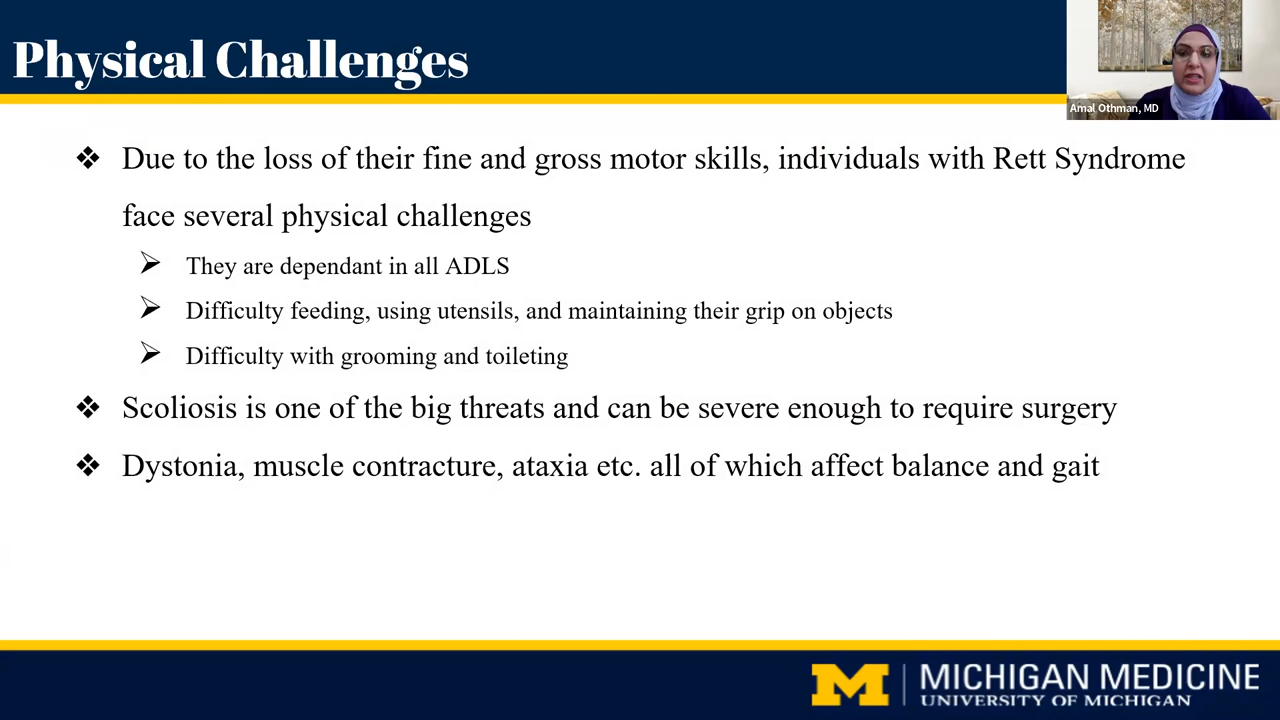 Physical Challenges
Amal Othman, MD
❖ Due to the loss of their fine and gross motor skills, individuals with Rett Syndrome
face several physical challenges
➢ They are dependant in all ADLS
➢ Difficulty feeding, using utensils, and maintaining their grip on objects
➢ Difficulty with grooming and toileting
❖ Scoliosis is one of the big threats and can be severe enough to require surgery
❖ Dystonia, muscle contracture, ataxia etc. all of which affect balance and gait
M
MICHIGAN MEDICINE
UNIVERSITY OF MICHIGAN